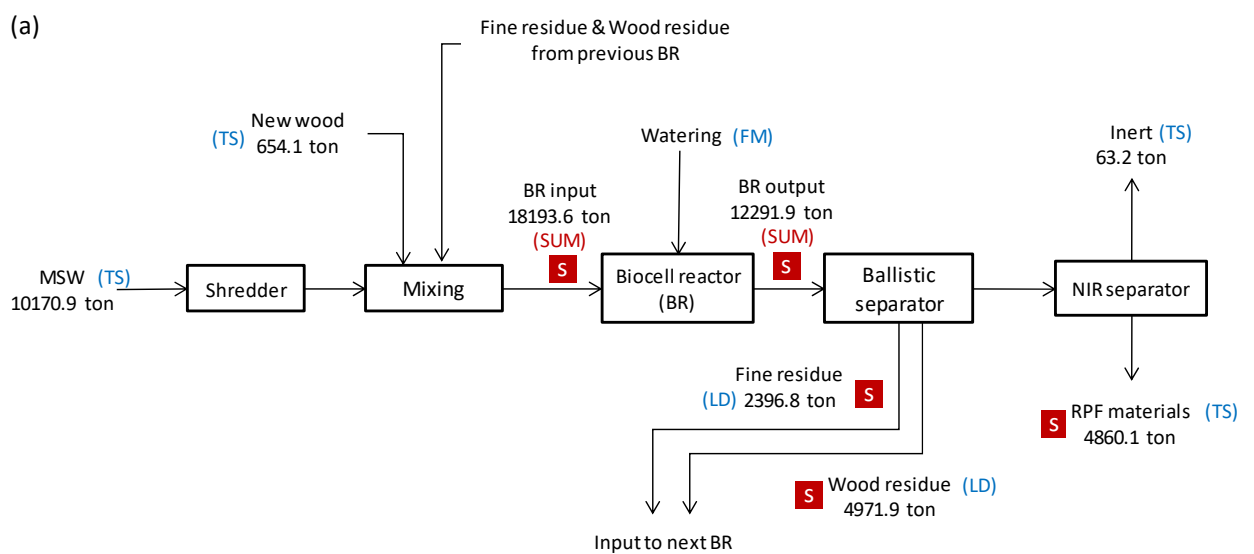 (a)
Fine residue & Wood residue
from previous BR
New wood
(TS) 654.1 ton
Watering (FM)
Inert (TS)
63.2 ton
BR input
18193.6 ton
(SUM)
S
BR output
12291.9 ton
(SUM)
S
MSW (TS)
10170.9 ton
Shredder
Mixing
Biocell reactor
(BR)
Ballistic
separator
NIR separator
Fine residue
(LD) 2396.8 ton
S
S RPF materials (TS)
4860.1 ton
S Wood residue (LD)
4971.9 ton
Input to next BR